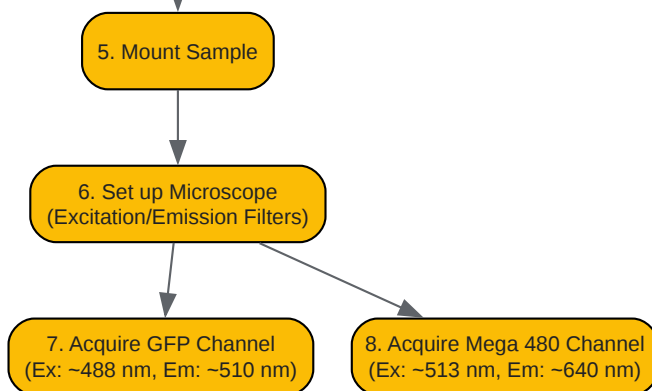 5. Mount Sample
6. Set up Microscope
(Excitation/Emission Filters)
7. Acquire GFP Channel
(Ex: ~488 nm, Em: ~510 nm)
8. Acquire Mega 480 Channel
(Ex: ~513 nm, Em: ~640 nm)